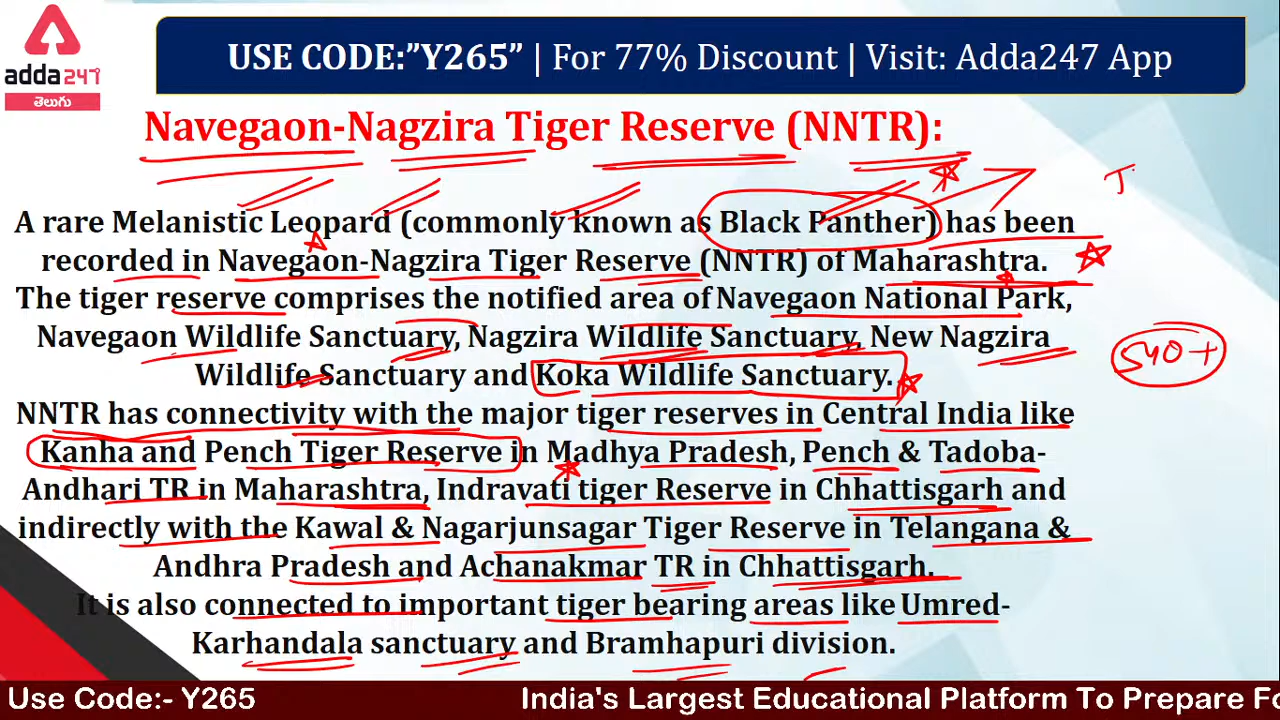 adda247
తెలుగు
USE CODE:”Y265” | For 77% Discount | Visit: Adda247 App
Navegaon-Nagzira Tiger Reserve (NNTR):
A rare Melanistic Leopard (commonly known as Black Panther) has been
recorded in Navegaon-Nagzira Tiger Reserve (NNTR) of Maharashtra.
The tiger reserve comprises the notified area of Navegaon National Park,
Navegaon Wildlife Sanctuary, Nagzira Wildlife Sanctuary, New Nagzira
Wildlife Sanctuary and Koka Wildlife Sanctuary.
540+
NNTR has connectivity with the major tiger reserves in Central India like
Kanha and Pench Tiger Reserve in Madhya Pradesh, Pench & Tadoba-
Andhari TR in Maharashtra, Indravati tiger Reserve in Chhattisgarh and
indirectly with the Kawal & Nagarjunsagar Tiger Reserve in Telangana &
Andhra Pradesh and Achanakmar TR in Chhattisgarh.
It is also connected to important tiger bearing areas like Umred-
Karhandala sanctuary and Bramhapuri division.
Use Code:- Y265 India's Largest Educational Platform To Prepare Fo